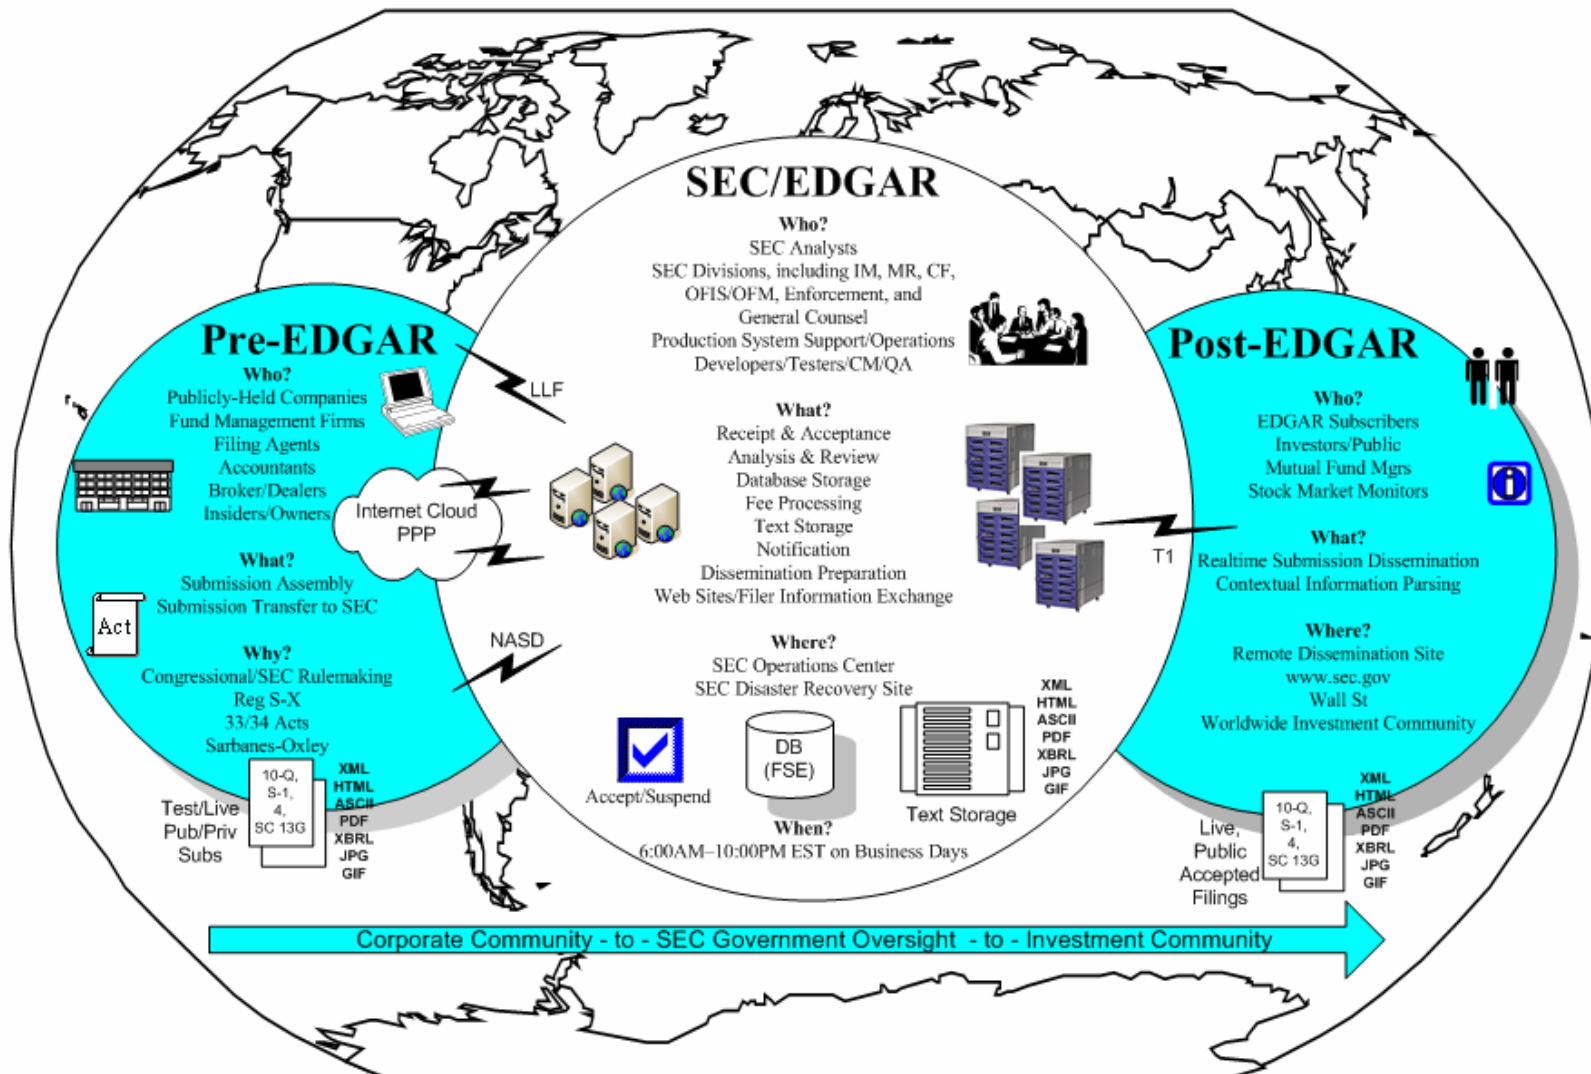 SEC/EDGAR
Who?
SEC Analysts
SEC Divisions, including IM, MR, CF,
OFIS/OFM, Enforcement, and
General Counsel
Production System Support/Operations
Developers/Testers/CM/QA
What?
Receipt & Acceptance
Analysis & Review
Database Storage
Fee Processing
Text Storage
Notification
Dissemination Preparation
Web Sites/Filer Information Exchange
Where?
SEC Operations Center
SEC Disaster Recovery Site
Accept/Suspend
DB
(FSE)
Text Storage
XML
HTML
ASCII
PDF
XBRL
JPG
GIF
When?
6:00AM–10:00PM EST on Business Days
Pre-EDGAR
Who?
Publicly-Held Companies
Fund Management Firms
Filing Agents
Accountants
Broker/Dealers
Insiders/Owners
What?
Submission Assembly
Submission Transfer to SEC
Act
Why?
Congressional/SEC Rulemaking
Reg S-X
33/34 Acts
Sarbanes-Oxley
Test/Live
Pub/Priv
Subs
10-Q,
S-1,
4,
SC 13G
XML
HTML
ASCII
PDF
XBRL
JPG
GIF
LLF
Internet Cloud
PPP
NASD
T1
Post-EDGAR
Who?
EDGAR Subscribers
Investors/Public
Mutual Fund Mgrs
Stock Market Monitors
i
What?
Realtime Submission Dissemination
Contextual Information Parsing
Where?
Remote Dissemination Site
www.sec.gov
Wall St
Worldwide Investment Community
Live,
Public
Accepted
Filings
10-Q,
S-1,
4,
SC 13G
XML
HTML
ASCII
PDF
XBRL
JPG
GIF
Corporate Community - to - SEC Government Oversight - to - Investment Community